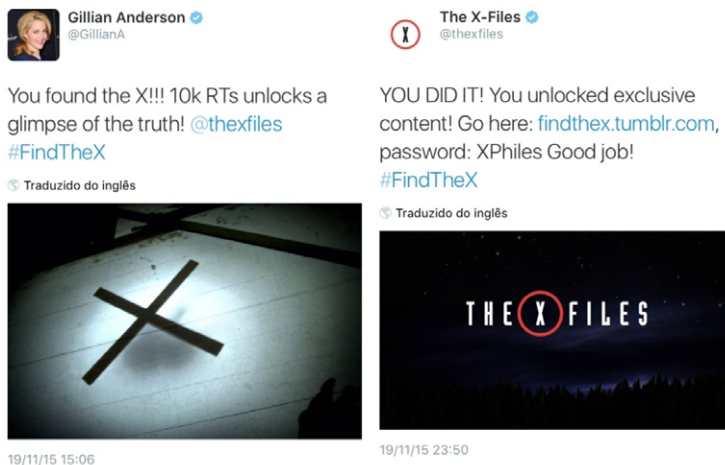 Gillian Anderson
@GillianA
You found the X!!! 10k RTs unlocks a
glimpse of the truth! @thexfiles
#FindTheX
Traduzido do inglês
19/11/15 15:06
X
The X-Files
@thexfiles
YOU DID IT! You unlocked exclusive
content! Go here: findthex.tumblr.com,
password: XPhiles Good job!
#FindTheX
Traduzido do inglês
THE X FILES
19/11/15 23:50